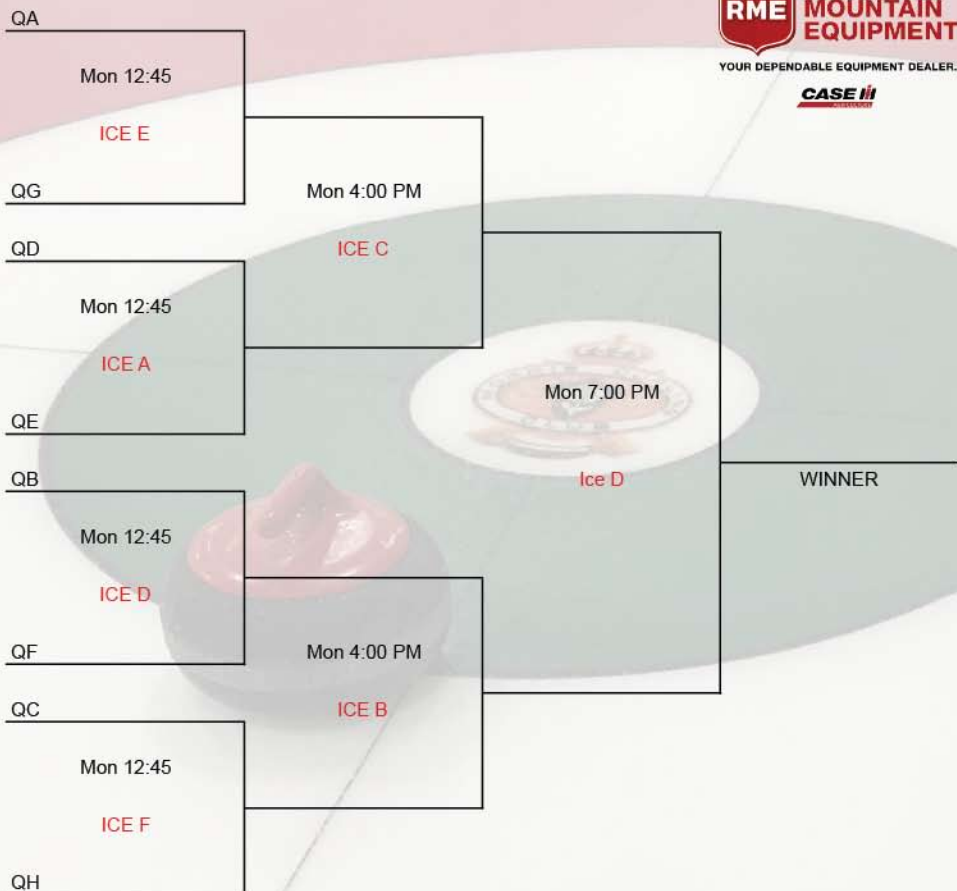 QA
RME MOUNTAIN
EQUIPMENT
YOUR DEPENDABLE EQUIPMENT DEALER.
CASE IH
AGRICULTURE
Mon 12:45
ICE E
QG
Mon 4:00 PM
ICE C
QD
Mon 12:45
ICE A
QE
Mon 7:00 PM
Ice D
WINNER
QB
Mon 12:45
ICE D
QF
Mon 4:00 PM
ICE B
QC
Mon 12:45
ICE F
QH